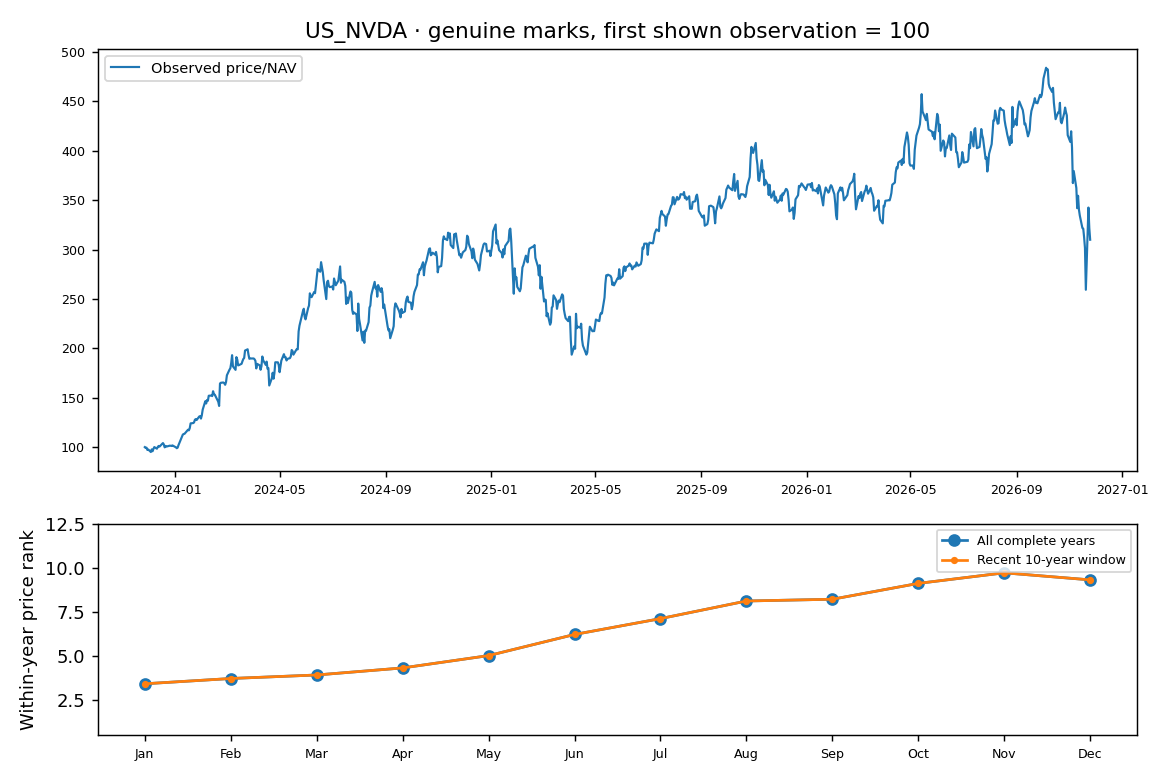 US_NVDA · genuine marks, first shown observation = 100
Observed price/NAV
500
450
400
350
300
250
200
150
100
2024-01 2024-05 2024-09 2025-01 2025-05 2025-09 2026-01 2026-05 2026-09 2027-01
Within-year price rank
12.5
10.0
7.5
5.0
2.5
All complete years
Recent 10-year window
Jan Feb Mar Apr May Jun Jul Aug Sep Oct Nov Dec